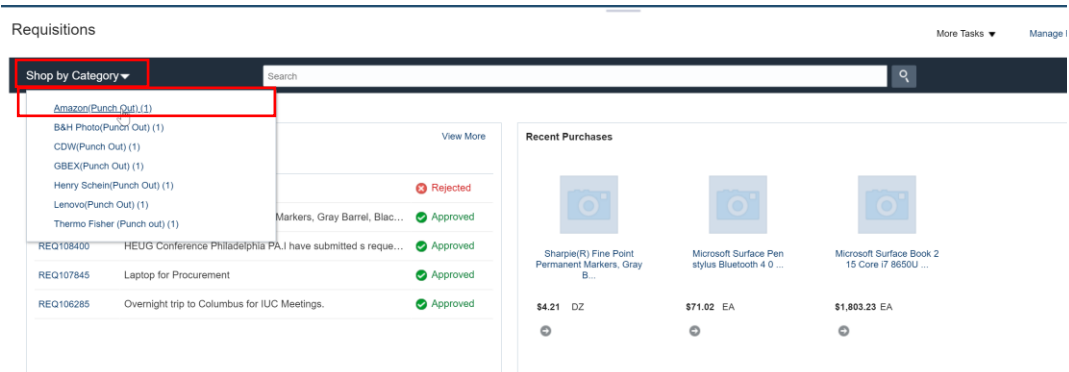 Requisitions
More Tasks ▼ Manage
Shop by Category
Search
Amazon(Punch Out) (1)
B&H Photo(Punch Out) (1)
CDW(Punch Out) (1)
GBEX(Punch Out) (1)
Henry Schein(Punch Out) (1)
Lenovo(Punch Out) (1)
Thermo Fisher (Punch out) (1)
View More
Rejected
Markers, Gray Barrel, Blac... Approved
REQ108400 HEUG Conference Philadelphia PA.I have submitted s reque... Approved
REQ107845 Laptop for Procurement Approved
REQ106285 Overnight trip to Columbus for IUC Meetings. Approved
Recent Purchases
Sharpie(R) Fine Point
Permanent Markers, Gray
B...
$4.21 DZ
Microsoft Surface Pen
stylus Bluetooth 4 0 ...
$71.02 EA
Microsoft Surface Book 2
15 Core i7 8650U ...
$1,803.23 EA